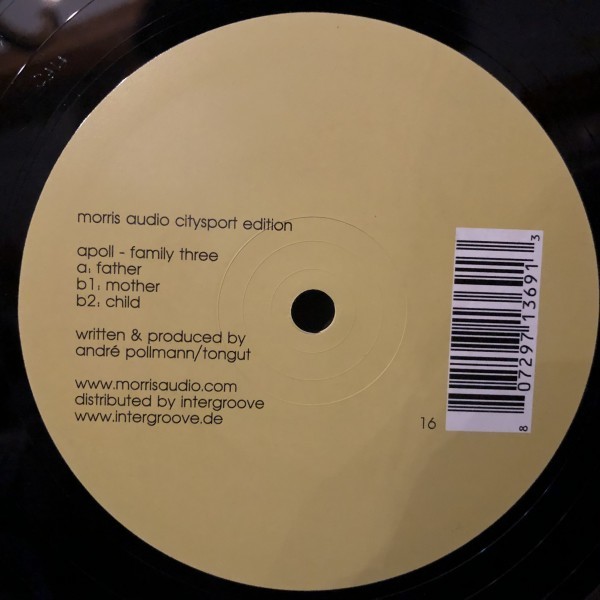 morris audio citysport edition
apoll - family three
a: father
b1: mother
b2: child
written & produced by
andré pollmann/tongut
www.morrisaudio.com
distributed by intergroove
www.intergroove.de
16
8 07297 13691 3